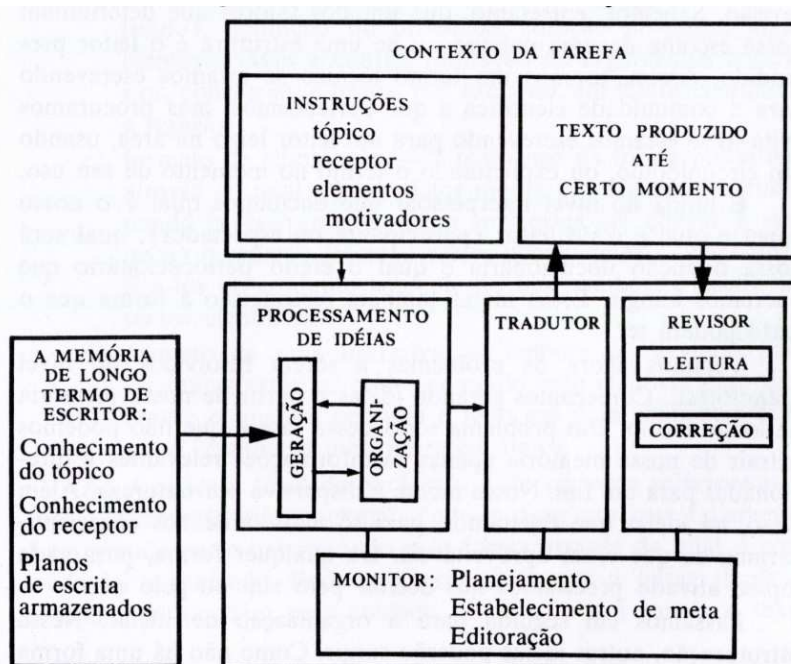 CONTEXTO DA TAREFA
INSTRUÇÕES
tópico
receptor
elementos
motivadores
TEXTO PRODUZIDO
ATÉ
CERTO MOMENTO
A MEMÓRIA
DE LONGO
TERMO DE
ESCRITOR:
Conhecimento
do tópico
Conhecimento
do receptor
Planos
de escrita
armazenados
PROCESSAMENTO
DE IDÉIAS
GERAÇÃO
ORGANI-
ZAÇÃO
TRADUTOR
REVISOR
LEITURA
CORREÇÃO
MONITOR: Planejamento
Estabelecimento de meta
Editoração